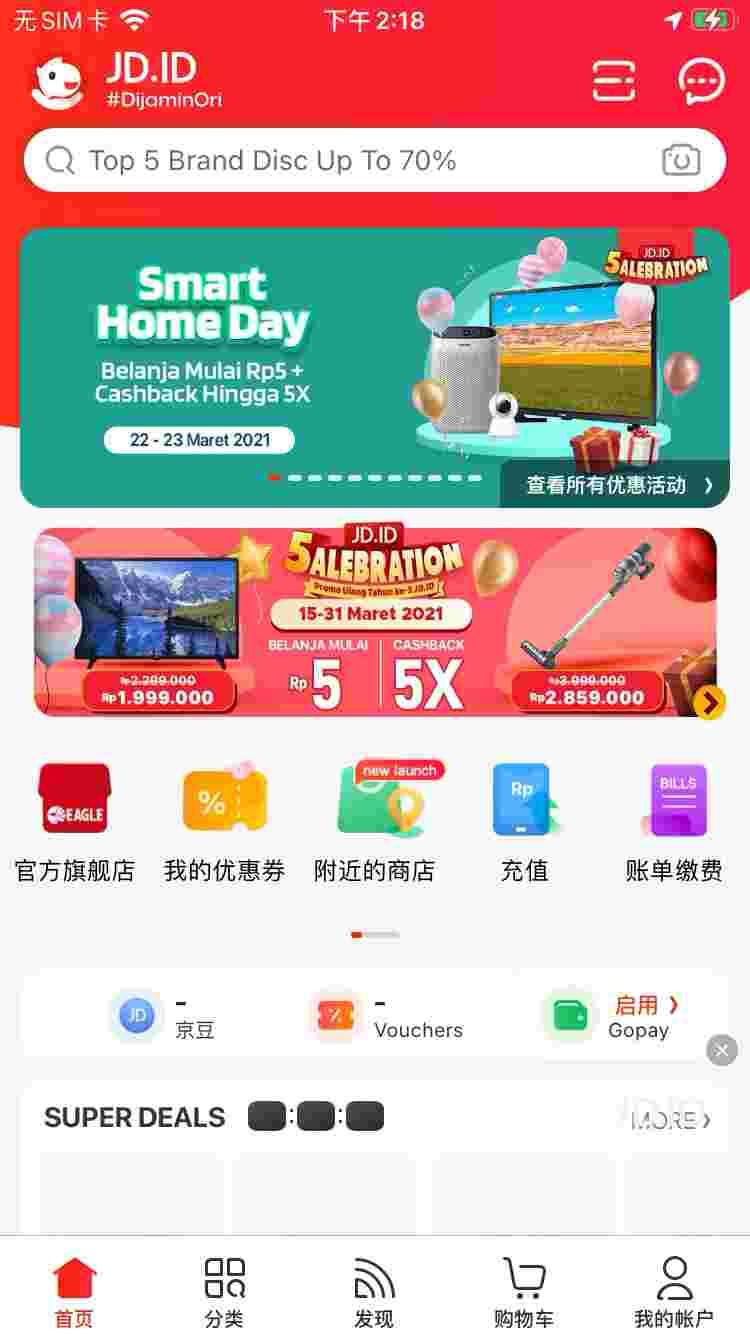 无SIM卡 下午2:18
JD.ID
#DijaminOri
Top 5 Brand Disc Up To 70%
JD.ID
5ALEBRATION
Smart
Home Day
Belanja Mulai Rp5 +
Cashback Hingga 5X
22 - 23 Maret 2021
查看所有优惠活动 》
JD.ID
5ALEBRATION
Promo Ulang Tahun ke-5 JD.ID
15-31 Maret 2021
BELANJA MULAI CASHBACK
Rp 5 5X
Rp2.299.000
Rp1.999.000
Rp3.999.000
Rp2.859.000
EAGLE
%
new launch
Rp
BILLS
官方旗舰店 我的优惠券 附近的商店 充值 账单缴费
JD - 京豆
- Vouchers
启用 》
Gopay
SUPER DEALS : : MORE ›
JD.ID
首页 分类 发现 购物车 我的帐户